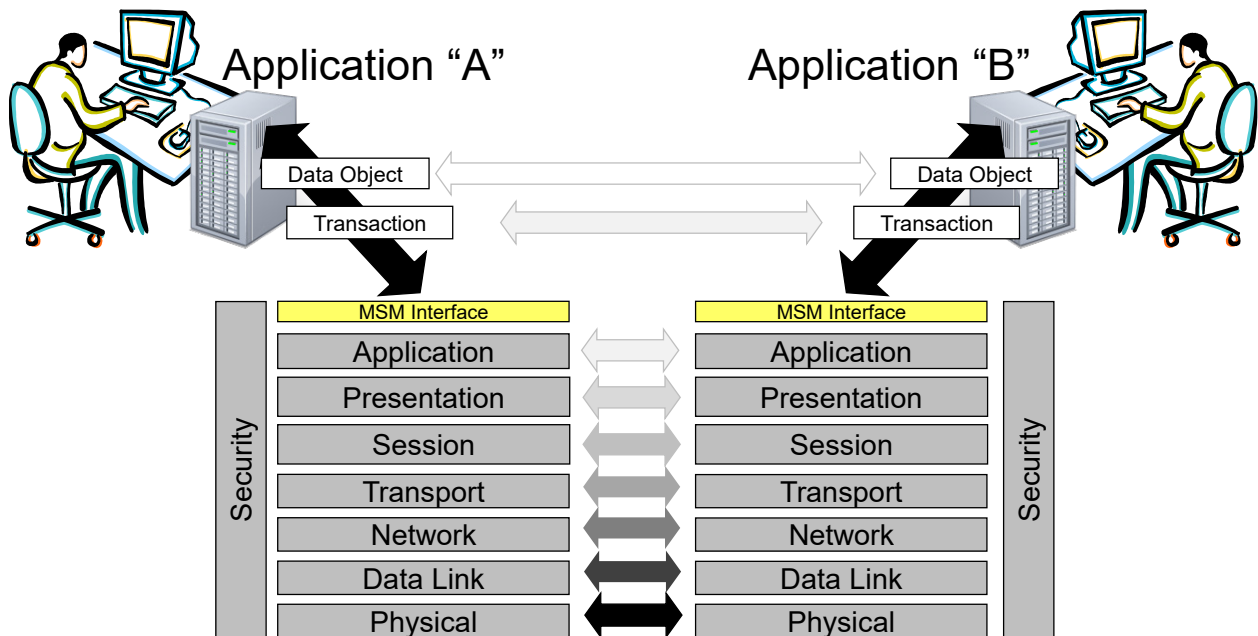 Application “A”
Application “B”
Data Object
Data Object
Transaction
Transaction
MSM Interface
MSM Interface
Application
Application
Presentation
Presentation
Security
Session
Session
Security
Transport
Transport
Network
Network
Data Link
Data Link
Physical
Physical